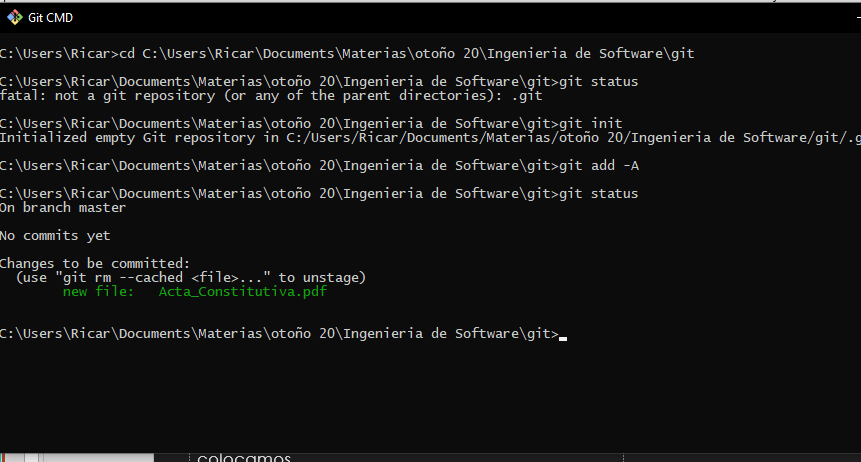 Git CMD
C:\Users\Ricar>cd C:\Users\Ricar\Documents\Materias\otoño 20\Ingenieria de Software\git
C:\Users\Ricar\Documents\Materias\otoño 20\Ingenieria de Software\git>git status
fatal: not a git repository (or any of the parent directories): .git
C:\Users\Ricar\Documents\Materias\otoño 20\Ingenieria de Software\git>git init
Initialized empty Git repository in C:/Users/Ricar/Documents/Materias/otoño 20/Ingenieria de Software/git/.g
C:\Users\Ricar\Documents\Materias\otoño 20\Ingenieria de Software\git>git add -A
C:\Users\Ricar\Documents\Materias\otoño 20\Ingenieria de Software\git>git status
On branch master
No commits yet
Changes to be committed:
(use "git rm --cached <file>..." to unstage)
new file: Acta_Constitutiva.pdf
C:\Users\Ricar\Documents\Materias\otoño 20\Ingenieria de Software\git>
colocamos